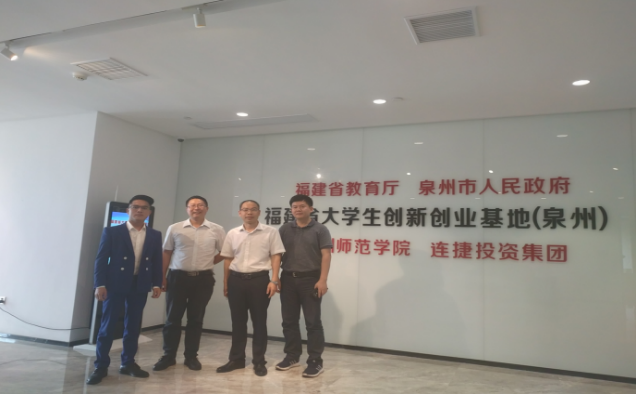 福建省教育厅 泉州市人民政府
福建省大学生创新创业基地(泉州)
师范学院 连捷投资集团